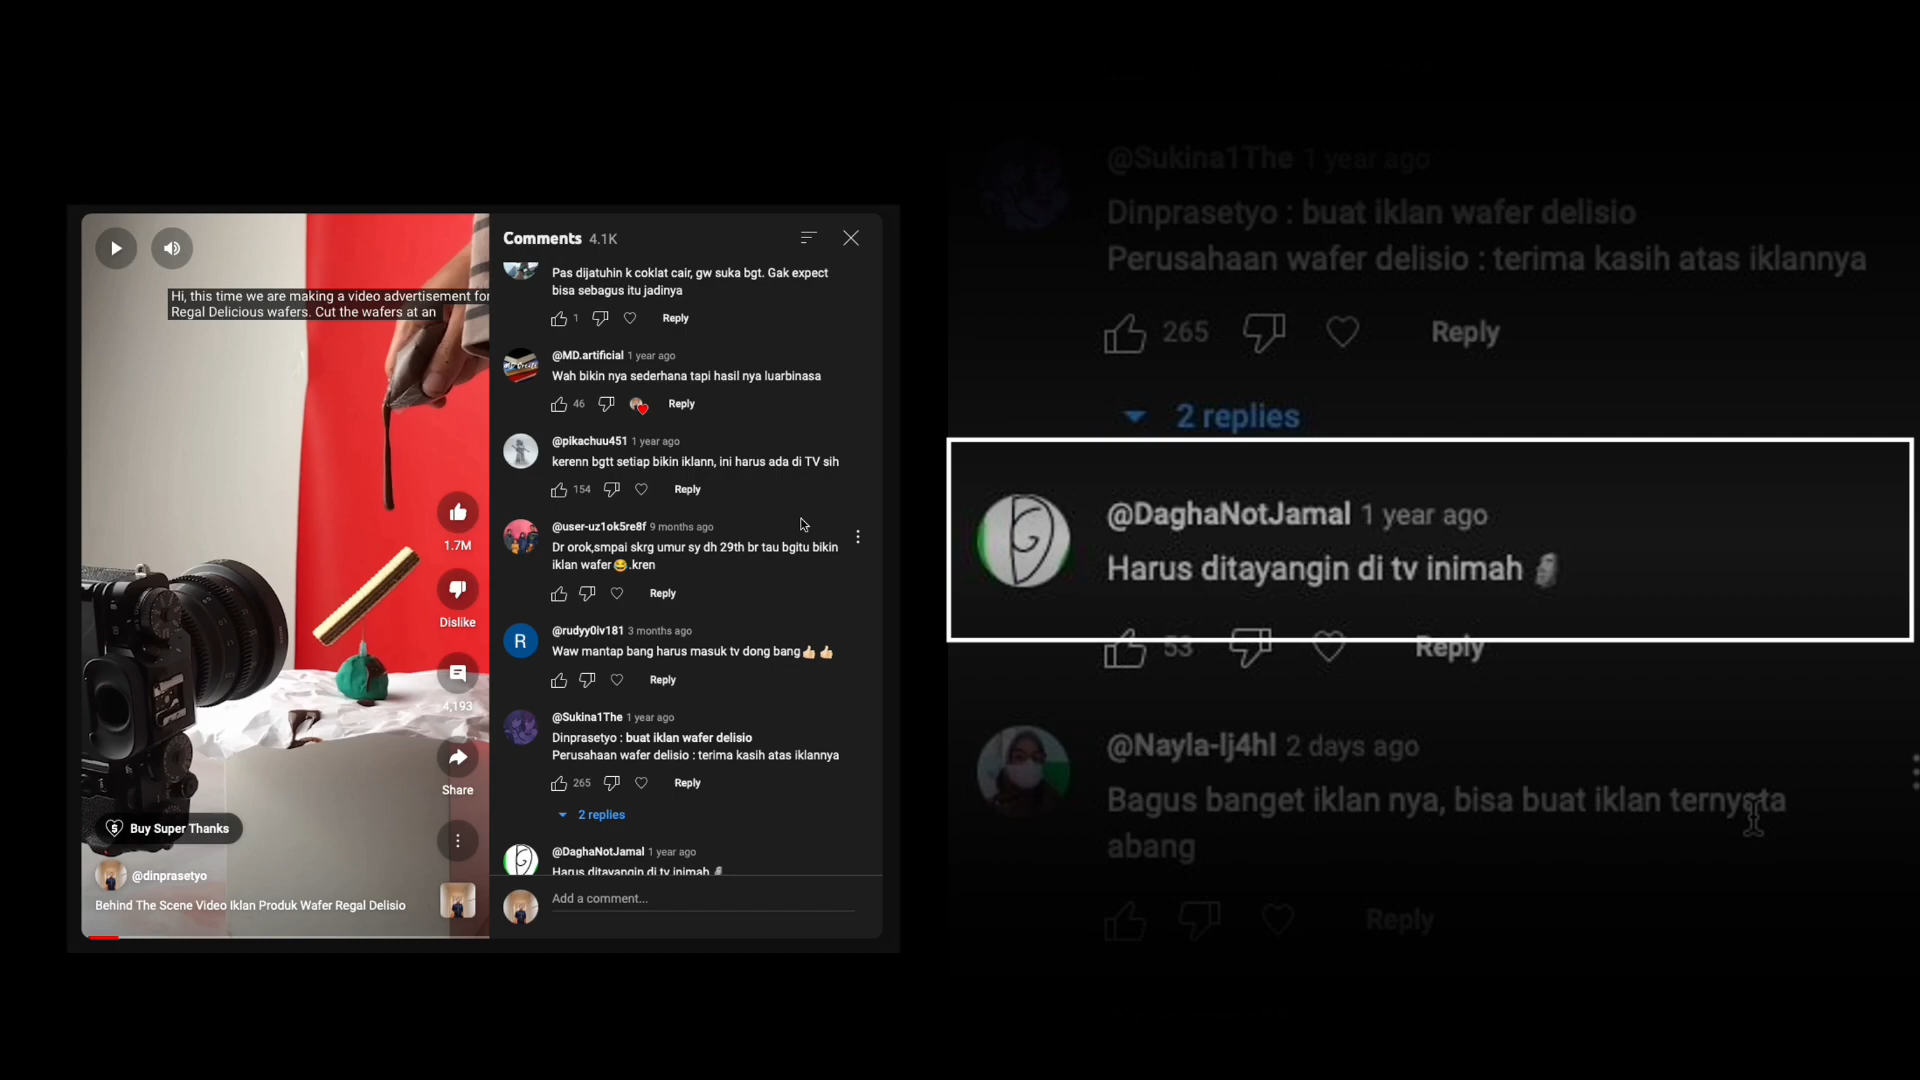 Hi, this time we are making a video advertisement for
Regal Delicious wafers. Cut the wafers at an
1.7M
Dislike
4,193
Share
Buy Super Thanks
@dinprasetyo
Behind The Scene Video Iklan Produk Wafer Regal Delisio
Comments 4.1K
Pas dijatuhin k coklat cair, gw suka bgt. Gak expect
bisa sebagus itu jadinya
1 Reply
@MD.artificial 1 year ago
Wah bikin nya sederhana tapi hasil nya luarbinasa
46 Reply
@pikachuu451 1 year ago
kerenn bgtt setiap bikin iklann, ini harus ada di TV sih
154 Reply
@user-uz1ok5re8f 9 months ago
Dr orok,smpai skrg umur sy dh 29th br tau bgitu bikin
iklan wafer😂.kren
Reply
R
@rudyy0iv181 3 months ago
Waw mantap bang harus masuk tv dong bang👍🏼👍🏼
Reply
@Sukina1The 1 year ago
Dinprasetyo : buat iklan wafer delisio
Perusahaan wafer delisio : terima kasih atas iklannya
265 Reply
2 replies
@DaghaNotJamal 1 year ago
Harus ditayangin di tv inimah 🗿
Add a comment...
@Sukina1The 1 year ago
Dinprasetyo : buat iklan wafer delisio
Perusahaan wafer delisio : terima kasih atas iklannya
265 Reply
2 replies
@DaghaNotJamal 1 year ago
Harus ditayangin di tv inimah 🗿
53 Reply
@Nayla-lj4hl 2 days ago
Bagus banget iklan nya, bisa buat iklan ternyata
abang
Reply